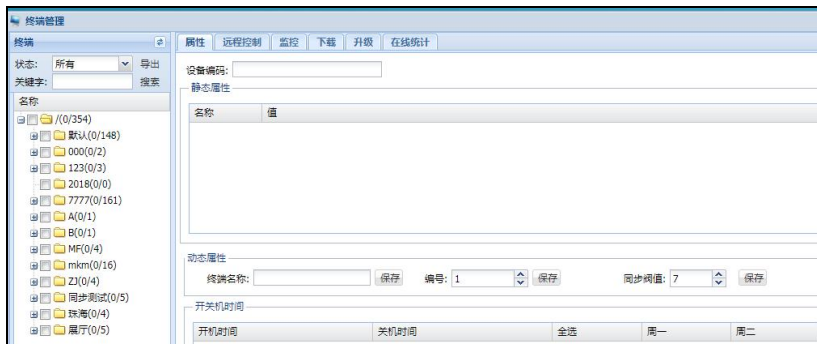 终端管理
终端
状态: 所有 导出
关键字: 搜索
名称
/(0/354)
默认(0/148)
000(0/2)
123(0/3)
2018(0/0)
7777(0/161)
A(0/1)
B(0/1)
MF(0/4)
mkm(0/16)
ZJ(0/4)
同步测试(0/5)
珠海(0/4)
展厅(0/5)
属性 远程控制 监控 下载 升级 在线统计
设备编码:
静态属性
名称 值
动态属性
终端名称: 保存 编号: 1 保存 同步阀值: 7 保存
开关机时间
开机时间 关机时间 全选 周一 周二